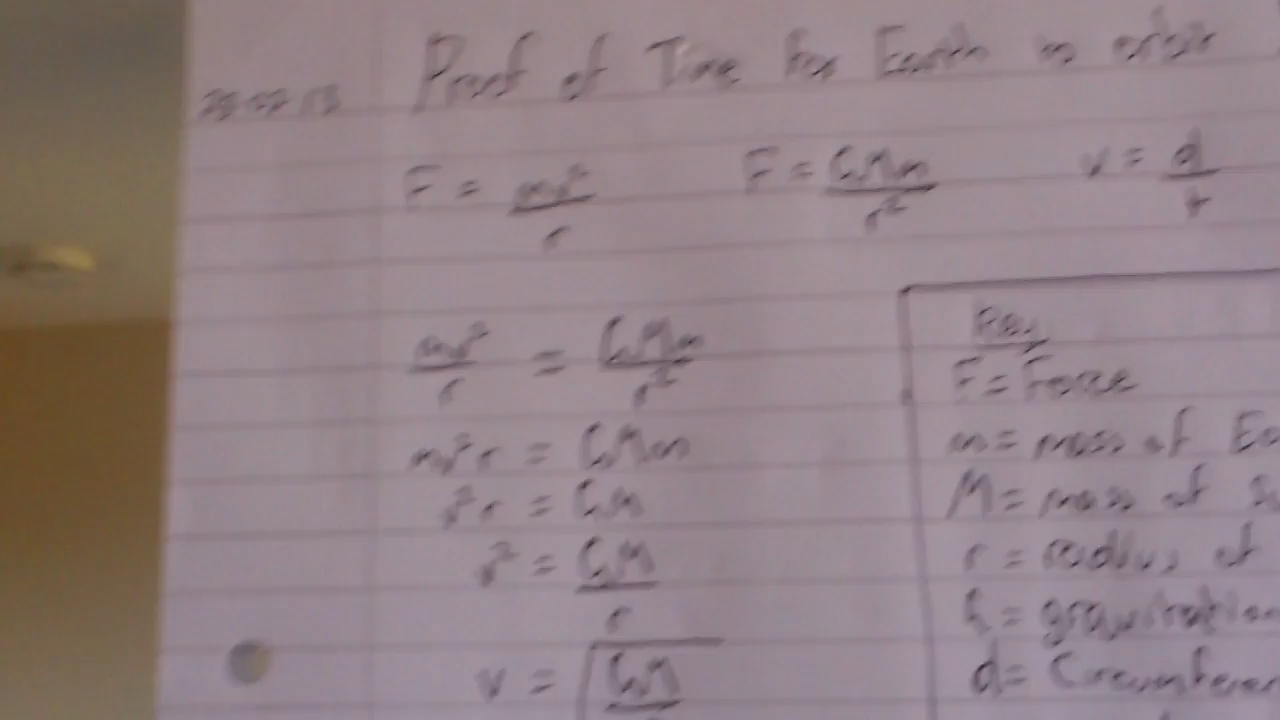 Proof of Time for Earth in orbit
F = mv²/r F = GMm/r² v = d/t
mv²/r = GMm/r²
mv²r = GMm
v²r = GM
v² = GM/r
v = √GM
Key
F = Force
m = mass of
M = mass of
r = radius of
G =
d =